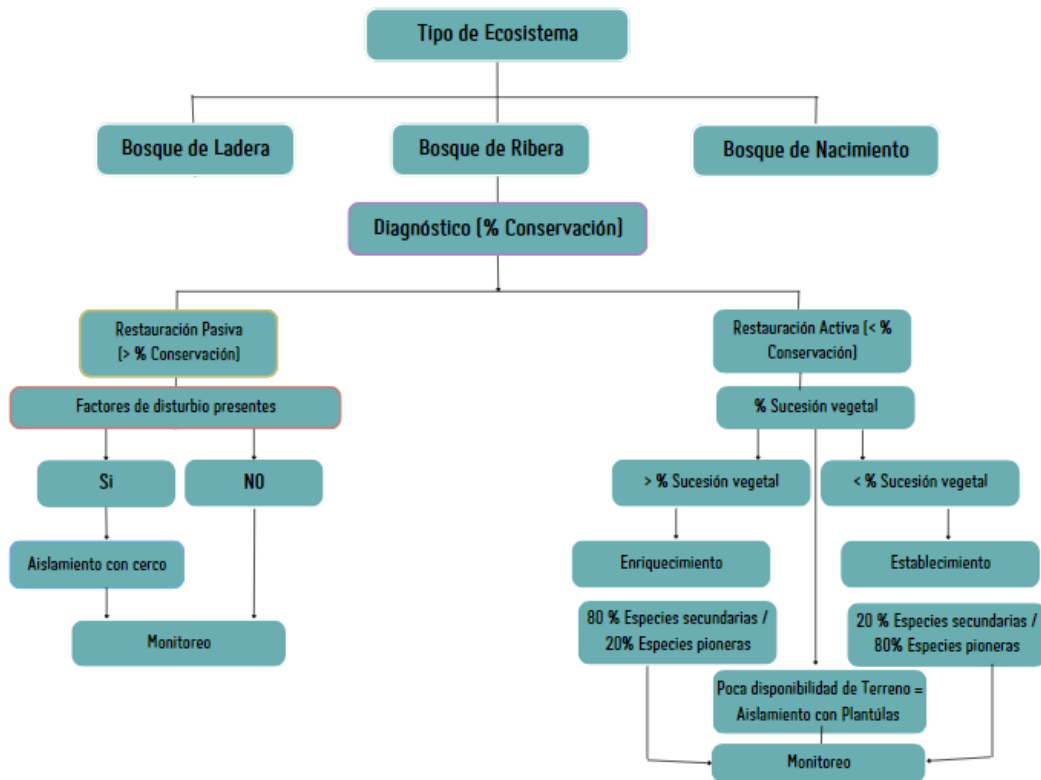 Tipo de Ecosistema
Bosque de Ladera
Bosque de Ribera
Bosque de Nacimiento
Diagnóstico (% Conservación)
Restauración Pasiva
(> % Conservación)
Factores de disturbio presentes
Si
NO
Aislamiento con cerco
Monitoreo
Restauración Activa (< %
Conservación)
% Sucesión vegetal
> % Sucesión vegetal
< % Sucesión vegetal
Enriquecimiento
Establecimiento
80 % Especies secundarias /
20% Especies pioneras
20 % Especies secundarias /
80% Especies pioneras
Poca disponibilidad de Terreno =
Aislamiento con Plantúlas
Monitoreo